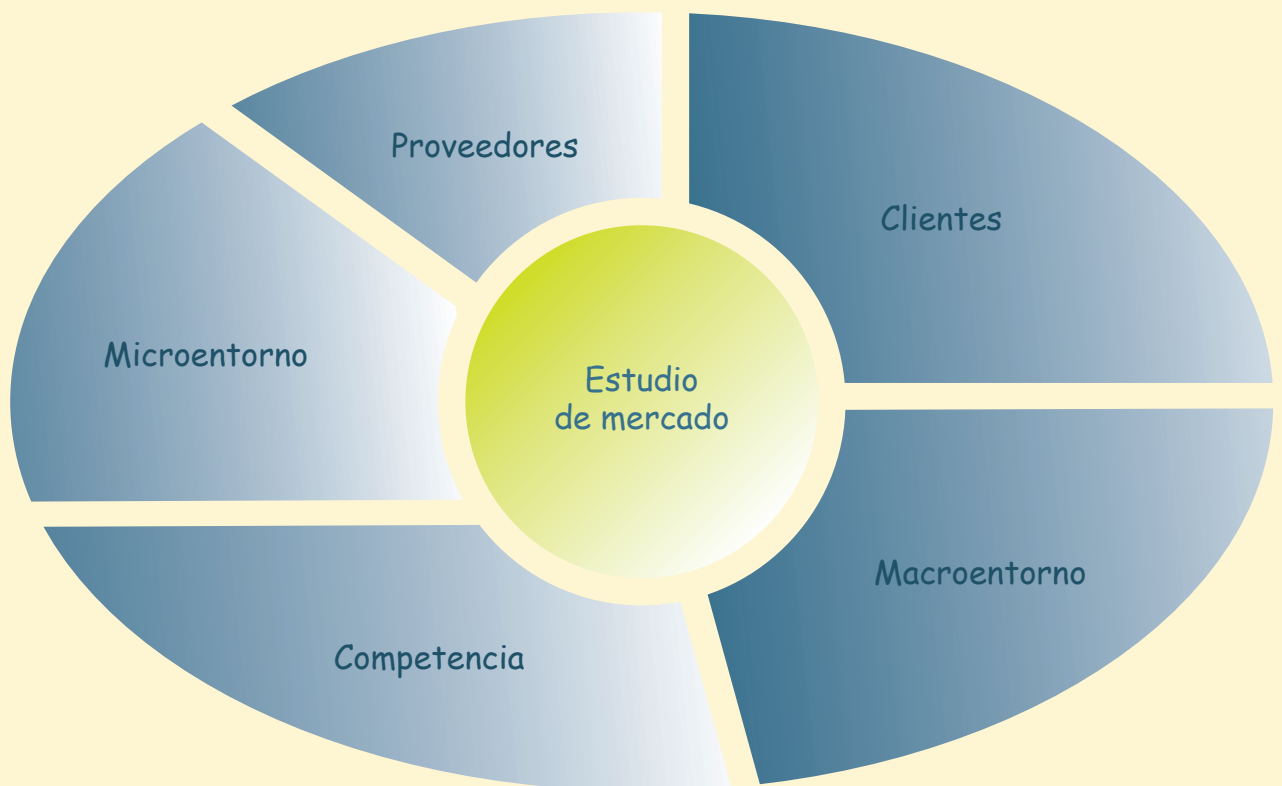 Proveedores
Clientes
Microentorno
Estudio
de mercado
Macroentorno
Competencia